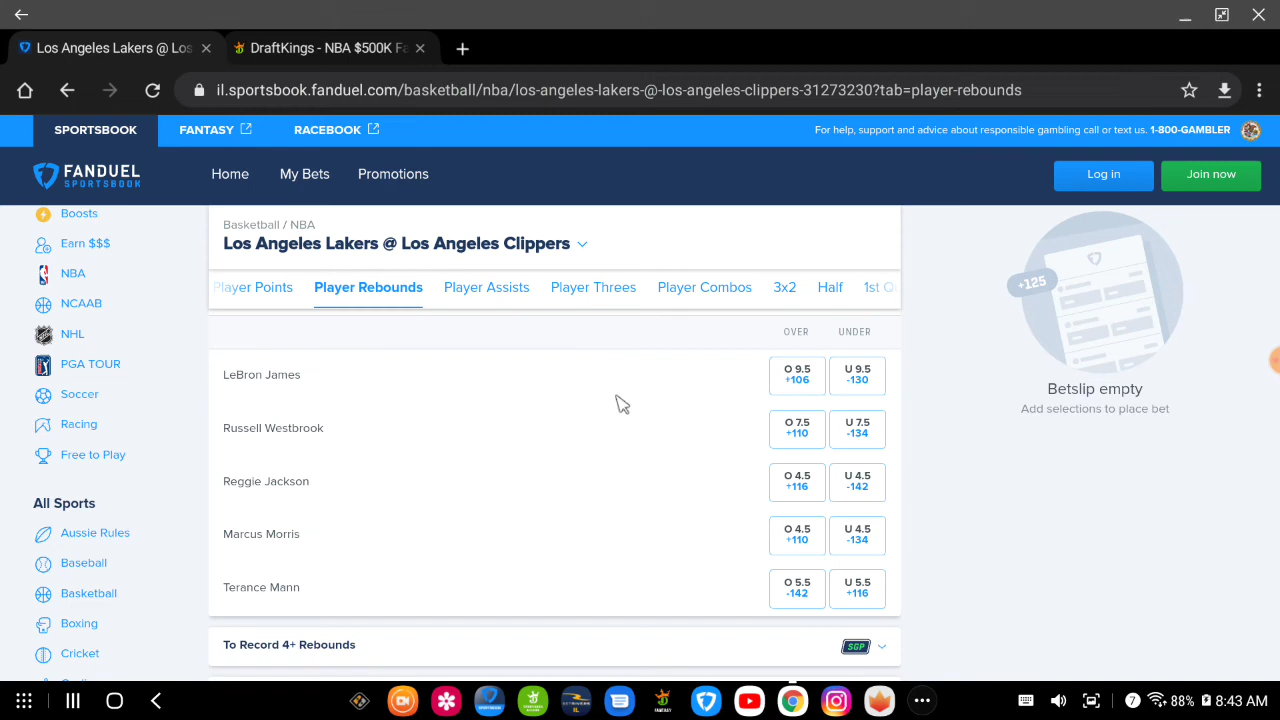 Los Angeles Lakers @ Los
DraftKings - NBA $500K Fa
il.sportsbook.fanduel.com/basketball/nba/los-angeles-lakers-@-los-angeles-clippers-31273230?tab=player-rebounds
SPORTSBOOK FANTASY RACEBOOK For help, support and advice about responsible gambling call or text us. 1-800-GAMBLER
FANDUEL
SPORTSBOOK
Home My Bets Promotions Log in Join now
Boosts
Earn $$$
NBA
NCAAB
NHL
PGA TOUR
Soccer
Racing
Free to Play
All Sports
Aussie Rules
Baseball
Basketball
Boxing
Cricket
Basketball / NBA
Los Angeles Lakers @ Los Angeles Clippers
Player Points Player Rebounds Player Assists Player Threes Player Combos 3x2 Half 1st Qu
OVER UNDER
LeBron James O 9.5 +106 U 9.5 -130
Russell Westbrook O 7.5 +110 U 7.5 -134
Reggie Jackson O 4.5 +116 U 4.5 -142
Marcus Morris O 4.5 +110 U 4.5 -134
Terance Mann O 5.5 -142 U 5.5 +116
To Record 4+ Rebounds SGP
+125
Betslip empty
Add selections to place bet
7 88% 8:43 AM